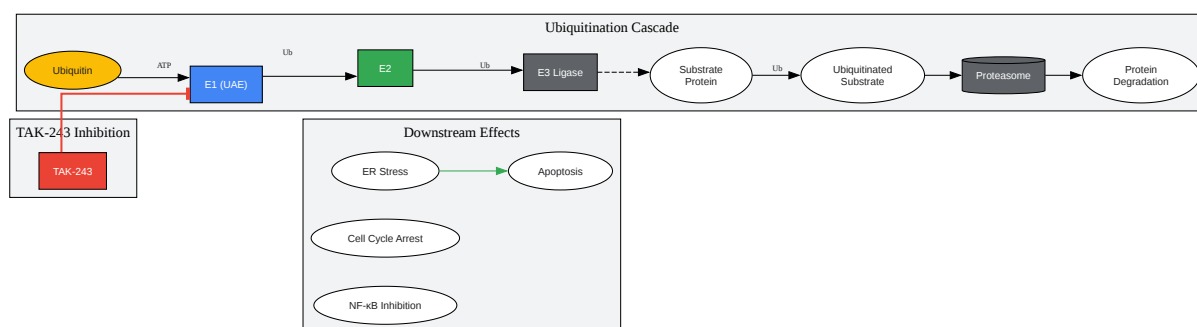 Ubiquitination Cascade
Ubiquitin
ATP
E1 (UAE)
Ub
E2
Ub
E3 Ligase
Substrate
Protein
Ub
Ubiquitinated
Substrate
Proteasome
Protein
Degradation
TAK-243 Inhibition
TAK-243
Downstream Effects
ER Stress
Apoptosis
Cell Cycle Arrest
NF-κB Inhibition